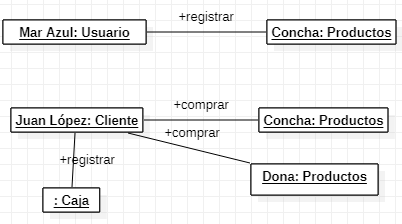 +registrar
Mar Azul: Usuario
Concha: Productos
+comprar
Juan López: Cliente
Concha: Productos
+comprar
+registrar
Dona: Productos
: Caja